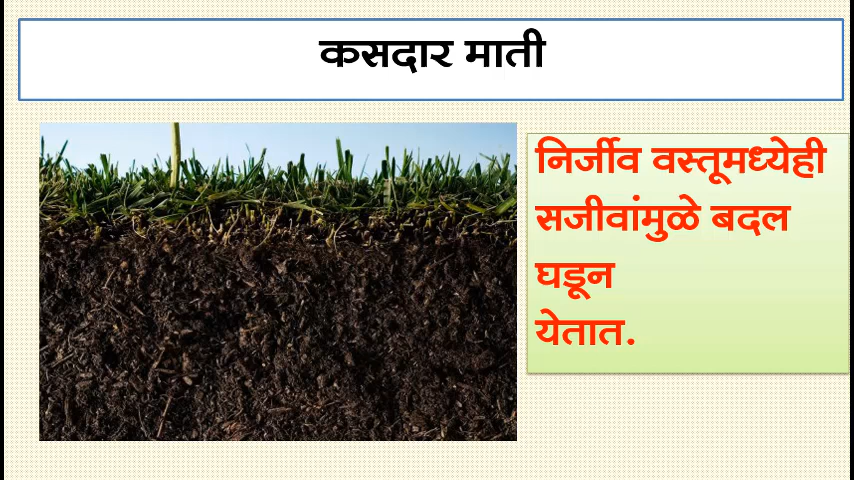 कसदार माती
निर्जीव वस्तूमध्येही
सजीवांमुळे बदल
घडून
येतात.